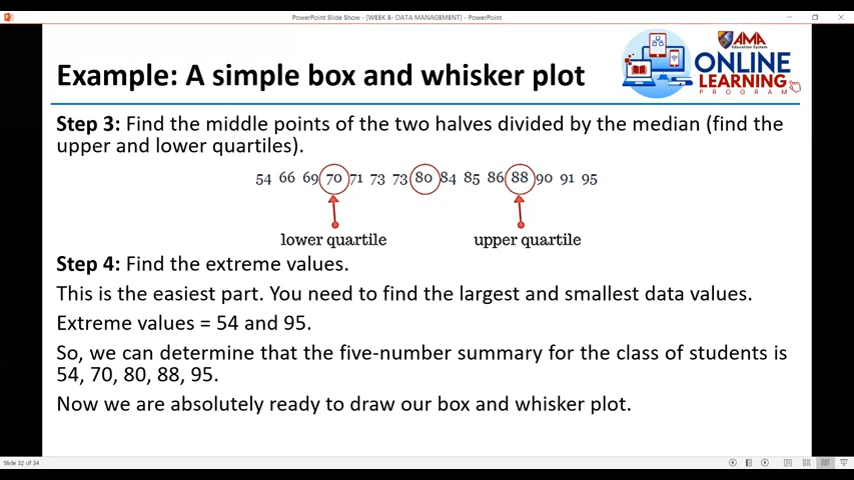 PowerPoint Slide Show - [WEEK 8- DATA MANAGEMENT] - PowerPoint
AMA
Education System
ONLINE
LEARNING
PROGRAM
Example: A simple box and whisker plot
Step 3: Find the middle points of the two halves divided by the median (find the
upper and lower quartiles).
54 66 69 70 71 73 73 80 84 85 86 88 90 91 95
lower quartile upper quartile
Step 4: Find the extreme values.
This is the easiest part. You need to find the largest and smallest data values.
Extreme values = 54 and 95.
So, we can determine that the five-number summary for the class of students is
54, 70, 80, 88, 95.
Now we are absolutely ready to draw our box and whisker plot.
Slide 32 of 34